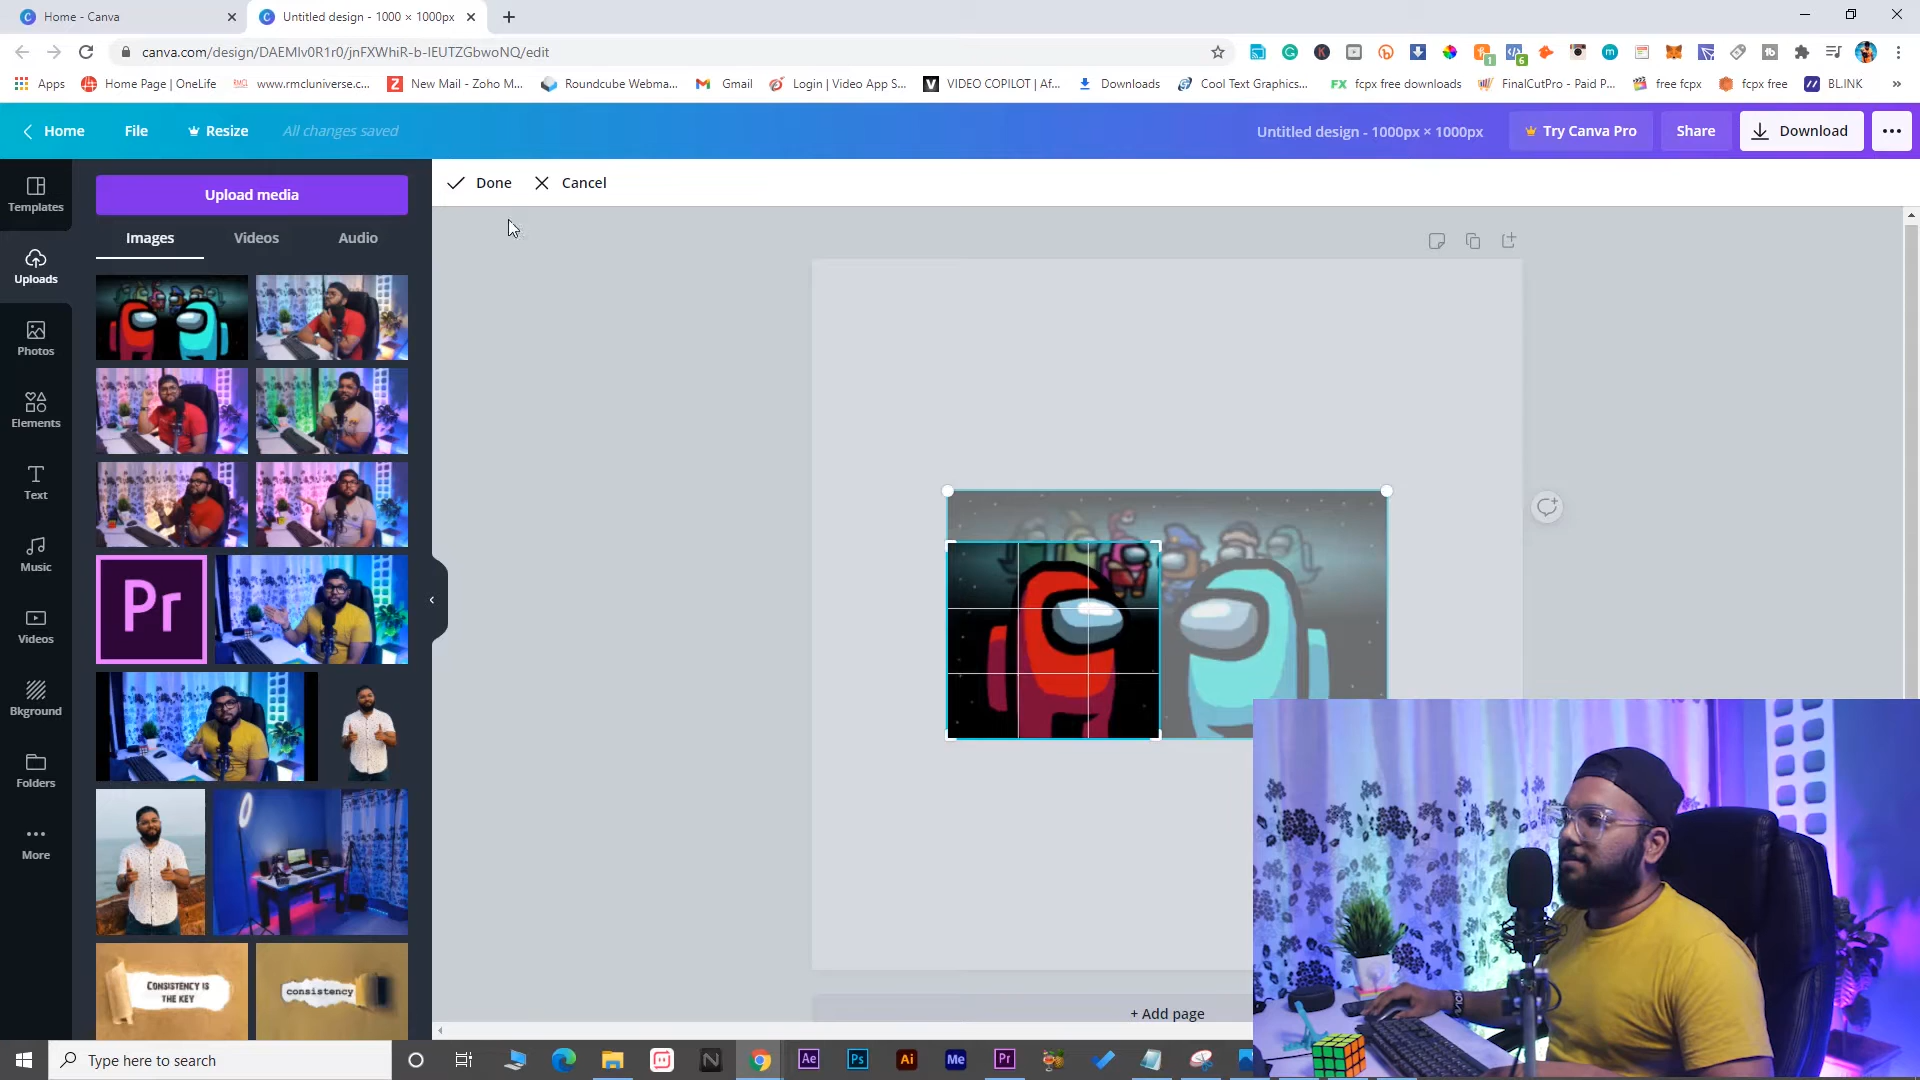 Home - Canva
Untitled design - 1000 × 1000px
canva.com/design/DAEMlv0R1r0/jnFXWhiR-b-lEUTZGbwoNQ/edit
Apps
Home Page | OneLife
www.rmcluniverse.c...
New Mail - Zoho M...
Roundcube Webma...
Gmail
Login | Video App S...
VIDEO COPILOT | Af...
Downloads
Cool Text Graphics...
FX fcpx free downloads
FinalCutPro - Paid P...
free fcpx
fcpx free
BLINK
»
Home
File
Resize
All changes saved
Untitled design - 1000px × 1000px
Try Canva Pro
Share
Download
Templates
Uploads
Photos
Elements
Text
Music
Videos
Bkground
Folders
More
Upload media
Images
Videos
Audio
Done
Cancel
Pr
CONSISTENCY IS
THE KEY
consistency
+ Add page
Type here to search
Ae
Ps
Ai
Me
Pr